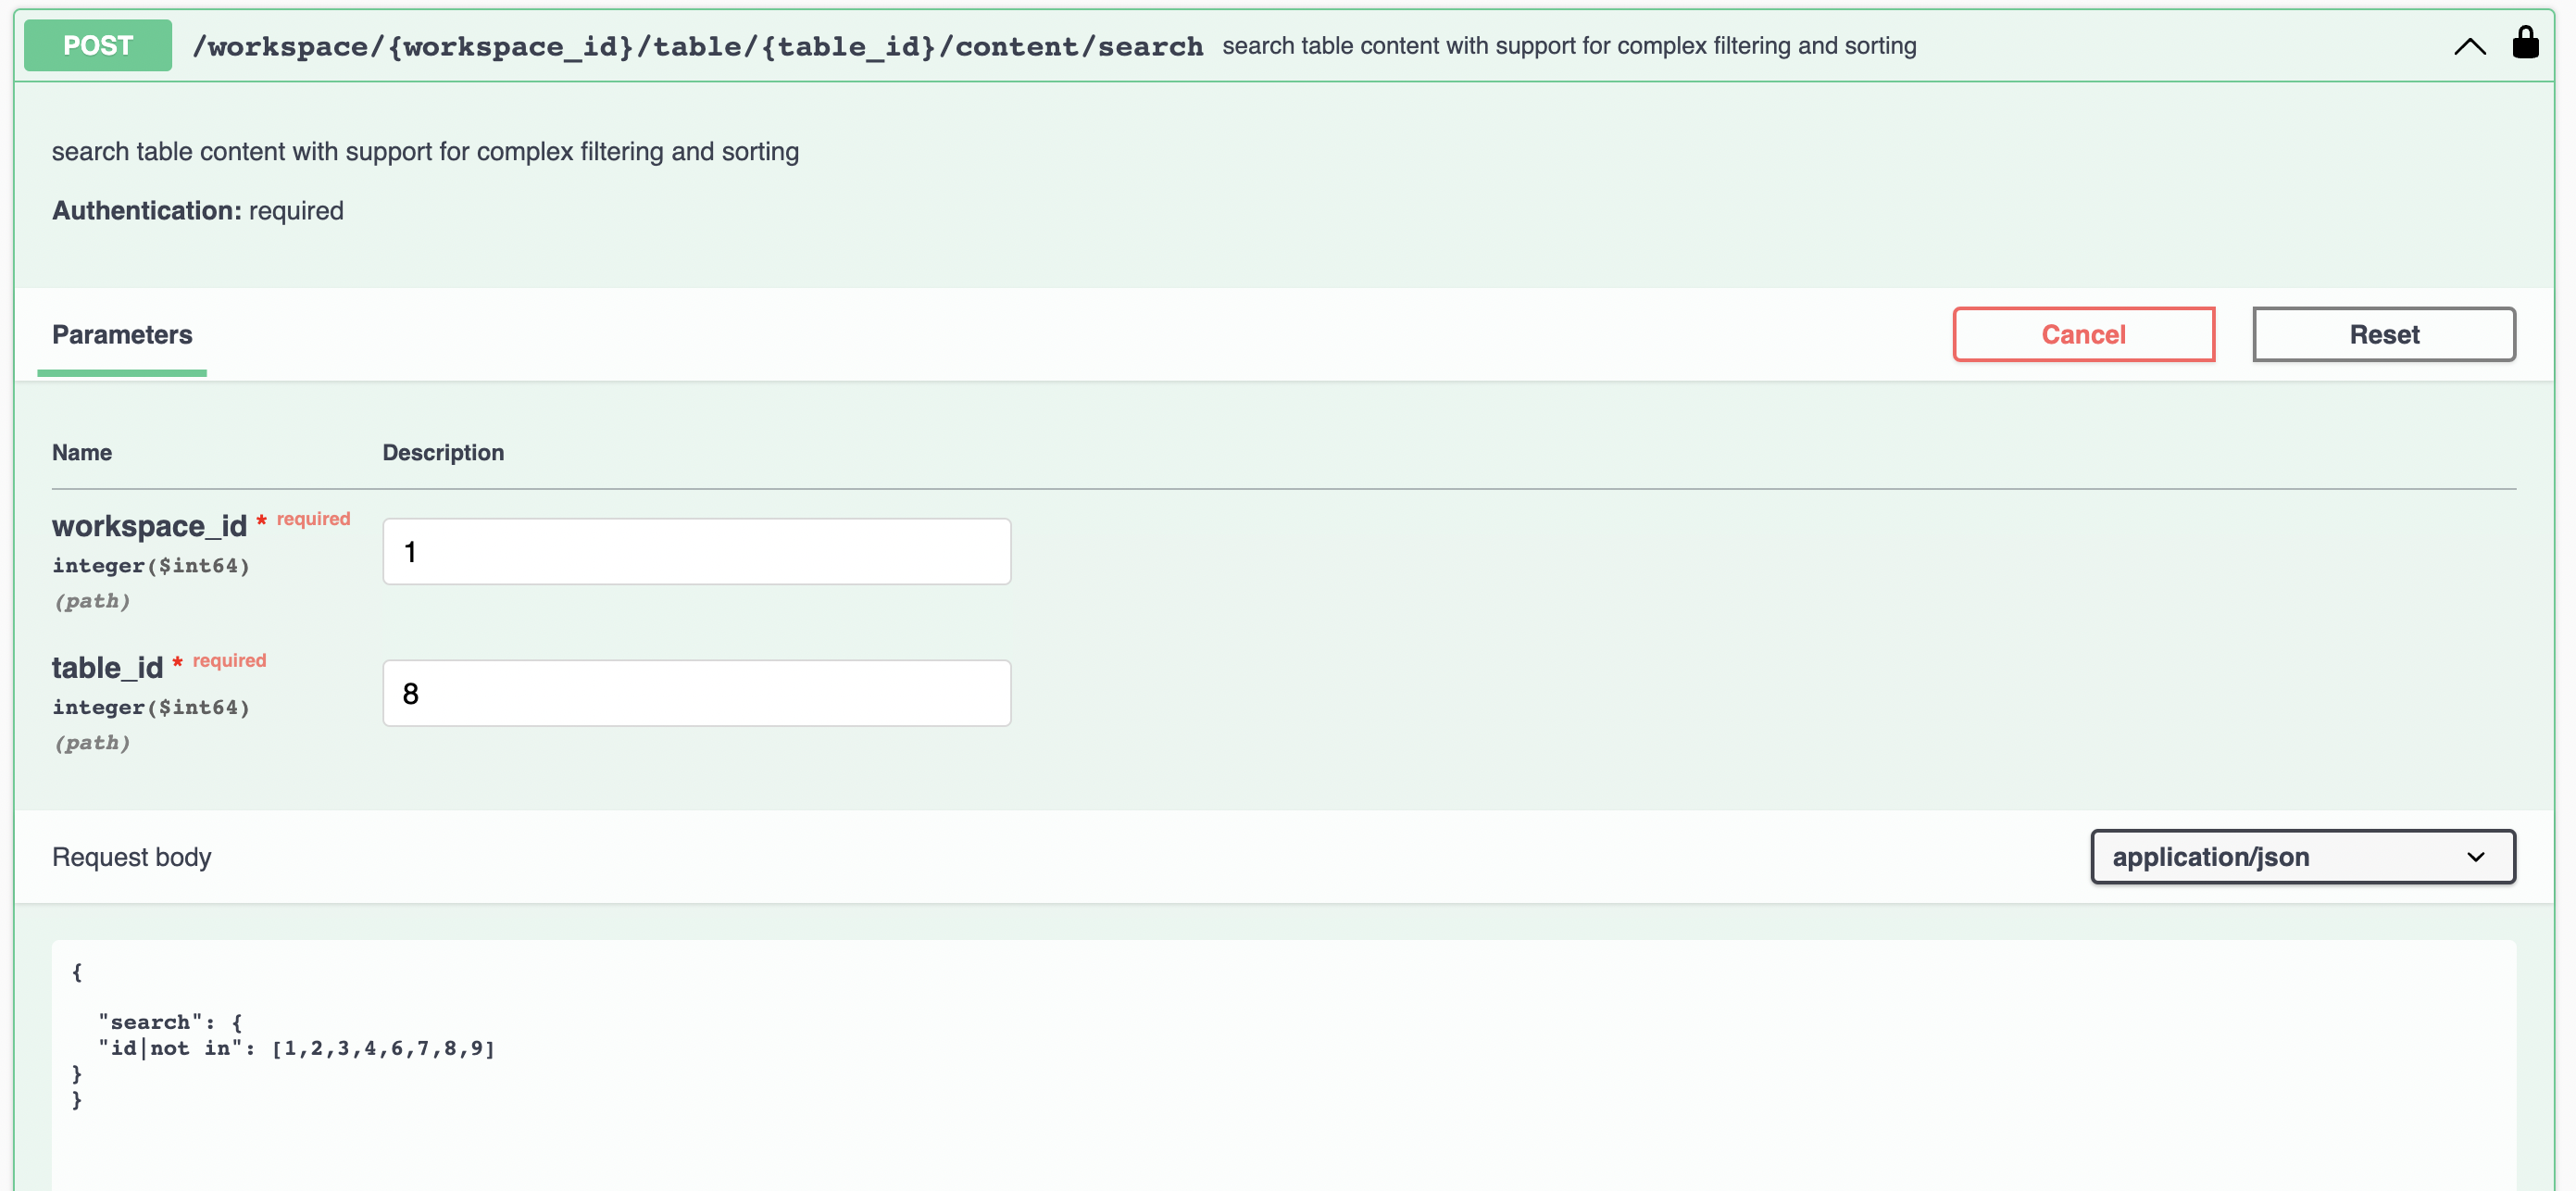 POST /workspace/{workspace_id}/table/{table_id}/content/search search table content with support for complex filtering and sorting
search table content with support for complex filtering and sorting
Authentication: required
Parameters
Cancel
Reset
Name Description
workspace_id * required
integer($int64)
(path)
1
table_id * required
integer($int64)
(path)
8
Request body
application/json
{
"search": {
"id|not in": [1,2,3,4,6,7,8,9]
}
}